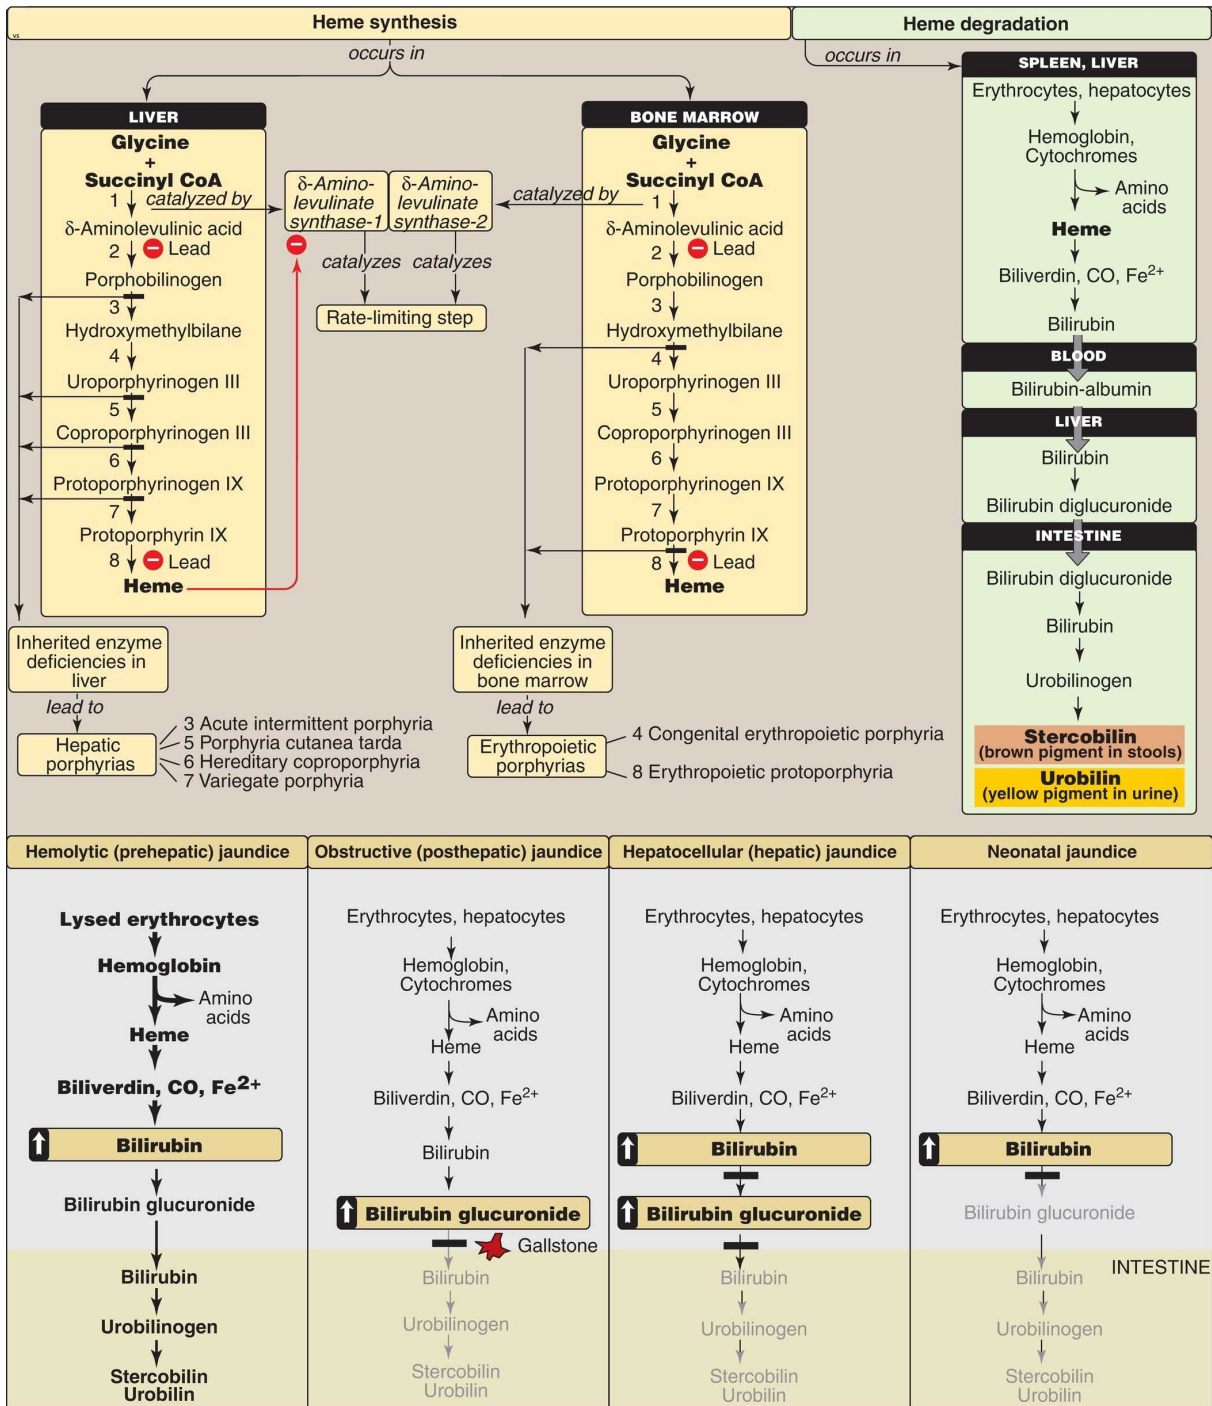 Heme synthesis
vs
occurs in
LIVER
Glycine
+
Succinyl CoA
1
catalyzed by
δ-Aminolevulinic acid
2
Lead
Porphobilinogen
3
Hydroxymethylbilane
4
Uroporphyrinogen III
5
Coproporphyrinogen III
6
Protoporphyrinogen IX
7
Protoporphyrin IX
8
Lead
Heme
δ-Amino-
levulinate
synthase-1
δ-Amino-
levulinate
synthase-2
catalyzes
catalyzes
Rate-limiting step
BONE MARROW
Glycine
+
Succinyl CoA
catalyzed by
1
δ-Aminolevulinic acid
2
Lead
Porphobilinogen
3
Hydroxymethylbilane
4
Uroporphyrinogen III
5
Coproporphyrinogen III
6
Protoporphyrinogen IX
7
Protoporphyrin IX
8
Lead
Heme
Inherited enzyme
deficiencies in
liver
lead to
Hepatic
porphyrias
3 Acute intermittent porphyria
5 Porphyria cutanea tarda
6 Hereditary coproporphyria
7 Variegate porphyria
Inherited enzyme
deficiencies in
bone marrow
lead to
Erythropoietic
porphyrias
4 Congenital erythropoietic porphyria
8 Erythropoietic protoporphyria
Heme degradation
occurs in
SPLEEN, LIVER
Erythrocytes, hepatocytes
Hemoglobin,
Cytochromes
Amino
acids
Heme
Biliverdin, CO, Fe2+
Bilirubin
BLOOD
Bilirubin-albumin
LIVER
Bilirubin
Bilirubin diglucuronide
INTESTINE
Bilirubin diglucuronide
Bilirubin
Urobilinogen
Stercobilin
(brown pigment in stools)
Urobilin
(yellow pigment in urine)
Hemolytic (prehepatic) jaundice
Lysed erythrocytes
Hemoglobin
Amino
acids
Heme
Biliverdin, CO, Fe2+
Bilirubin
Bilirubin glucuronide
Bilirubin
Urobilinogen
Stercobilin
Urobilin
Obstructive (posthepatic) jaundice
Erythrocytes, hepatocytes
Hemoglobin,
Cytochromes
Amino
acids
Heme
Biliverdin, CO, Fe2+
Bilirubin
Bilirubin glucuronide
Gallstone
Bilirubin
Urobilinogen
Stercobilin
Urobilin
Hepatocellular (hepatic) jaundice
Erythrocytes, hepatocytes
Hemoglobin,
Cytochromes
Amino
acids
Heme
Biliverdin, CO, Fe2+
Bilirubin
Bilirubin glucuronide
Bilirubin
Urobilinogen
Stercobilin
Urobilin
Neonatal jaundice
Erythrocytes, hepatocytes
Hemoglobin,
Cytochromes
Amino
acids
Heme
Biliverdin, CO, Fe2+
Bilirubin
Bilirubin glucuronide
INTESTINE
Bilirubin
Urobilinogen
Stercobilin
Urobilin